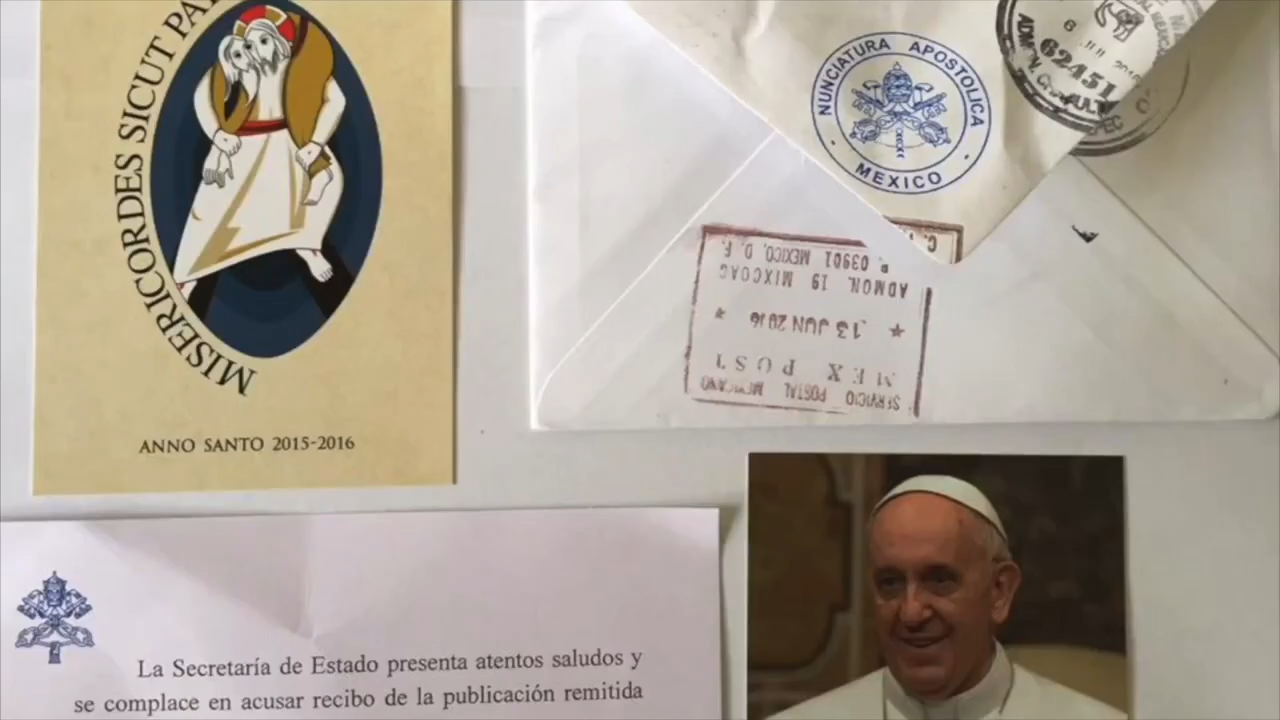 MISERICORDES SICUT PA
ANNO SANTO 2015-2016
NUNCIATURA APOSTOLICA
· MEXICO ·
6 JU
62451
SERVICIO POSTAL MEXICANO
MEX POST
★ 13 JUN 2016 ★
ADMON. 19 MIXCOAC
P. 03901 MEXICO, D. F.
La Secretaría de Estado presenta atentos saludos y
se complace en acusar recibo de la publicación remitida